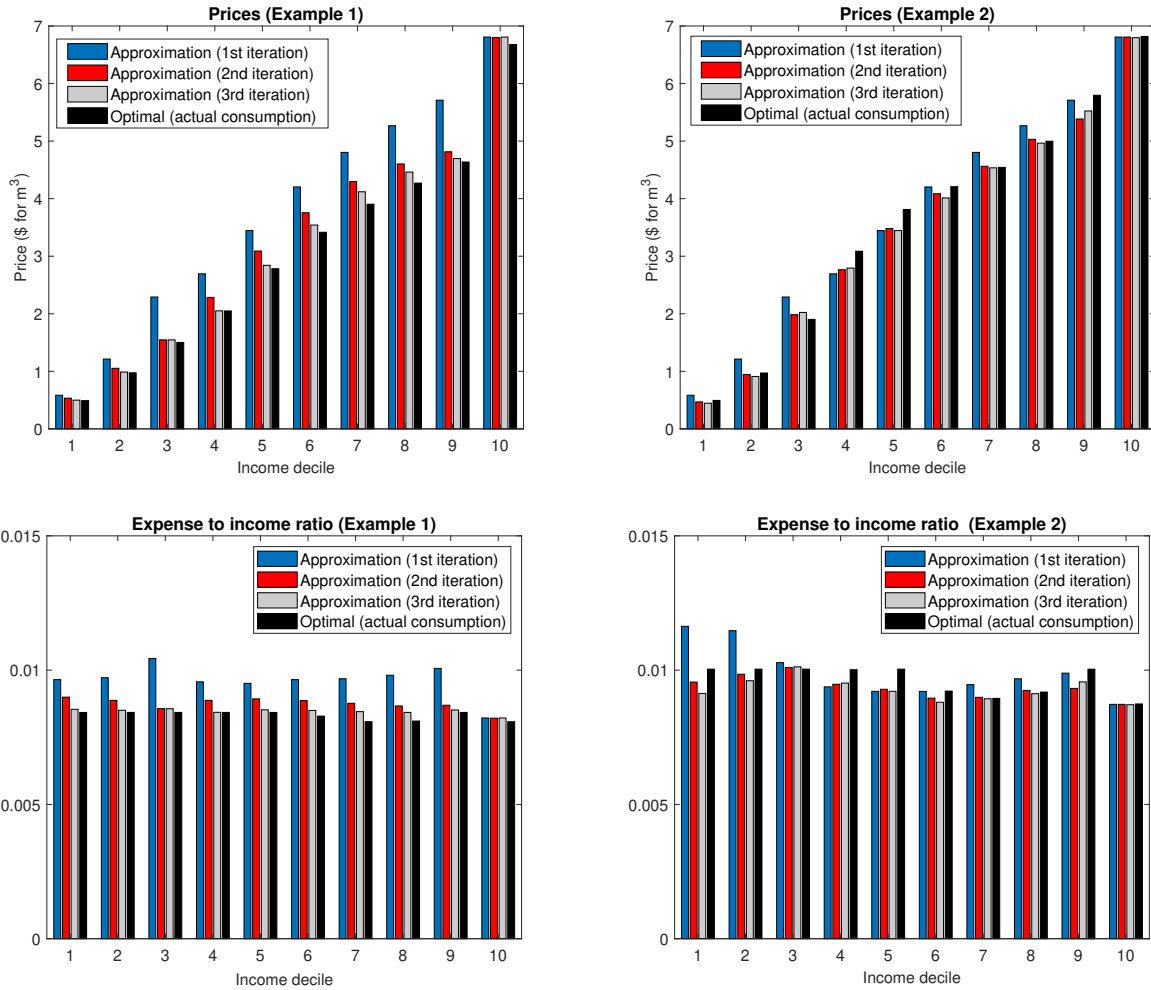 Prices (Example 1)
Approximation (1st iteration)
Approximation (2nd iteration)
Approximation (3rd iteration)
Optimal (actual consumption)
Price ($ for m³)
7
6
5
4
3
2
1
0
1 2 3 4 5 6 7 8 9 10
Income decile
Prices (Example 2)
Approximation (1st iteration)
Approximation (2nd iteration)
Approximation (3rd iteration)
Optimal (actual consumption)
Price ($ for m³)
7
6
5
4
3
2
1
0
1 2 3 4 5 6 7 8 9 10
Income decile
Expense to income ratio (Example 1)
Approximation (1st iteration)
Approximation (2nd iteration)
Approximation (3rd iteration)
Optimal (actual consumption)
0.015
0.01
0.005
0
1 2 3 4 5 6 7 8 9 10
Income decile
Expense to income ratio (Example 2)
Approximation (1st iteration)
Approximation (2nd iteration)
Approximation (3rd iteration)
Optimal (actual consumption)
0.015
0.01
0.005
0
1 2 3 4 5 6 7 8 9 10
Income decile